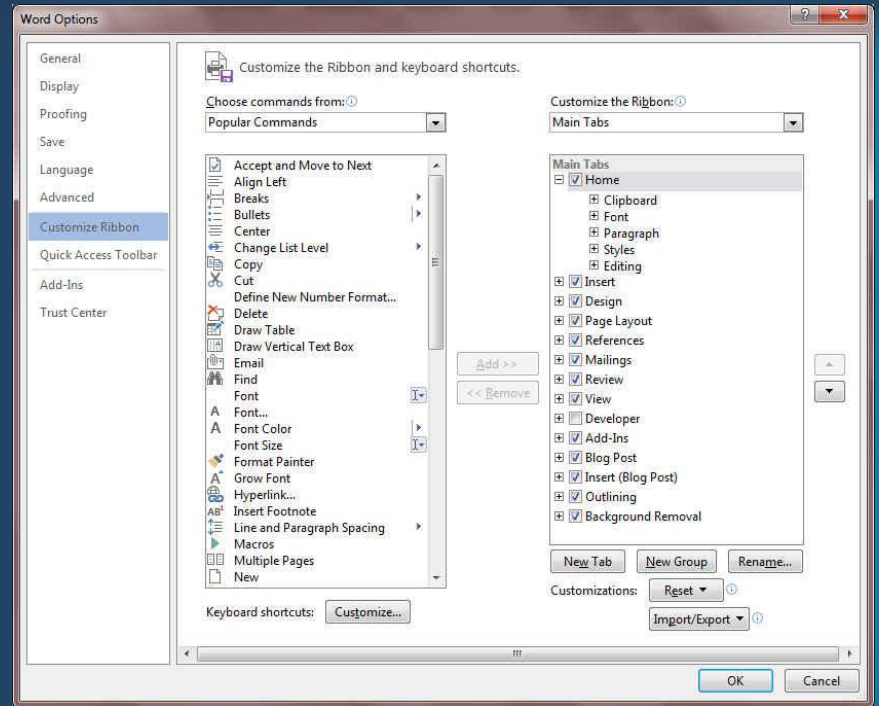 Word Options
General
Display
Proofing
Save
Language
Advanced
Customize Ribbon
Quick Access Toolbar
Add-Ins
Trust Center
Customize the Ribbon and keyboard shortcuts.
Choose commands from:
Popular Commands
Accept and Move to Next
Align Left
Breaks
Bullets
Center
Change List Level
Copy
Cut
Define New Number Format...
Delete
Draw Table
Draw Vertical Text Box
Email
Find
Font
Font...
Font Color
Font Size
Format Painter
Grow Font
Hyperlink...
Insert Footnote
Line and Paragraph Spacing
Macros
Multiple Pages
New
Keyboard shortcuts: Customize...
Add >>
<< Remove
Customize the Ribbon:
Main Tabs
Main Tabs
Home
Clipboard
Font
Paragraph
Styles
Editing
Insert
Design
Page Layout
References
Mailings
Review
View
Developer
Add-Ins
Blog Post
Insert (Blog Post)
Outlining
Background Removal
New Tab New Group Rename...
Customizations: Reset
Import/Export
OK Cancel